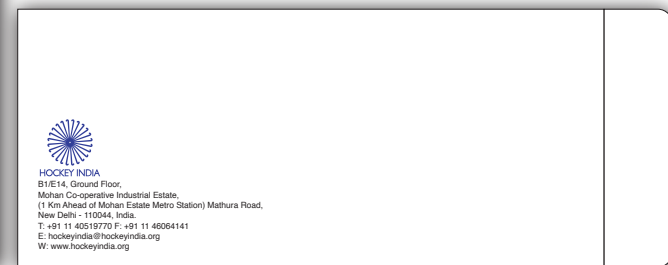 HOCKEY INDIA
B1/E14, Ground Floor,
Mohan Co-operative Industrial Estate,
(1 Km Ahead of Mohan Estate Metro Station) Mathura Road,
New Delhi - 110044, India.
T: +91 11 40519770 F: +91 11 46064141
E: hockeyindia@hockeyindia.org
W: www.hockeyindia.org